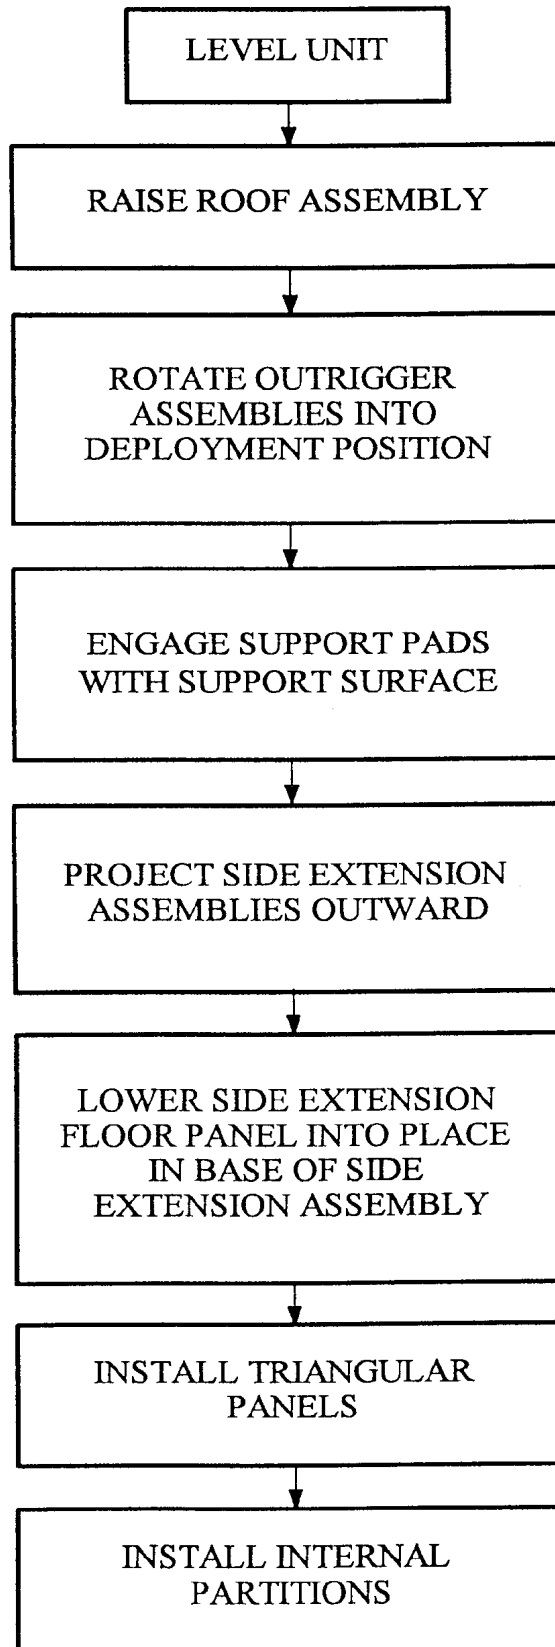 LEVEL UNIT
RAISE ROOF ASSEMBLY
ROTATE OUTRIGGER
ASSEMBLIES INTO
DEPLOYMENT POSITION
ENGAGE SUPPORT PADS
WITH SUPPORT SURFACE
PROJECT SIDE EXTENSION
ASSEMBLIES OUTWARD
LOWER SIDE EXTENSION
FLOOR PANEL INTO PLACE
IN BASE OF SIDE
EXTENSION ASSEMBLY
INSTALL TRIANGULAR
PANELS
INSTALL INTERNAL
PARTITIONS